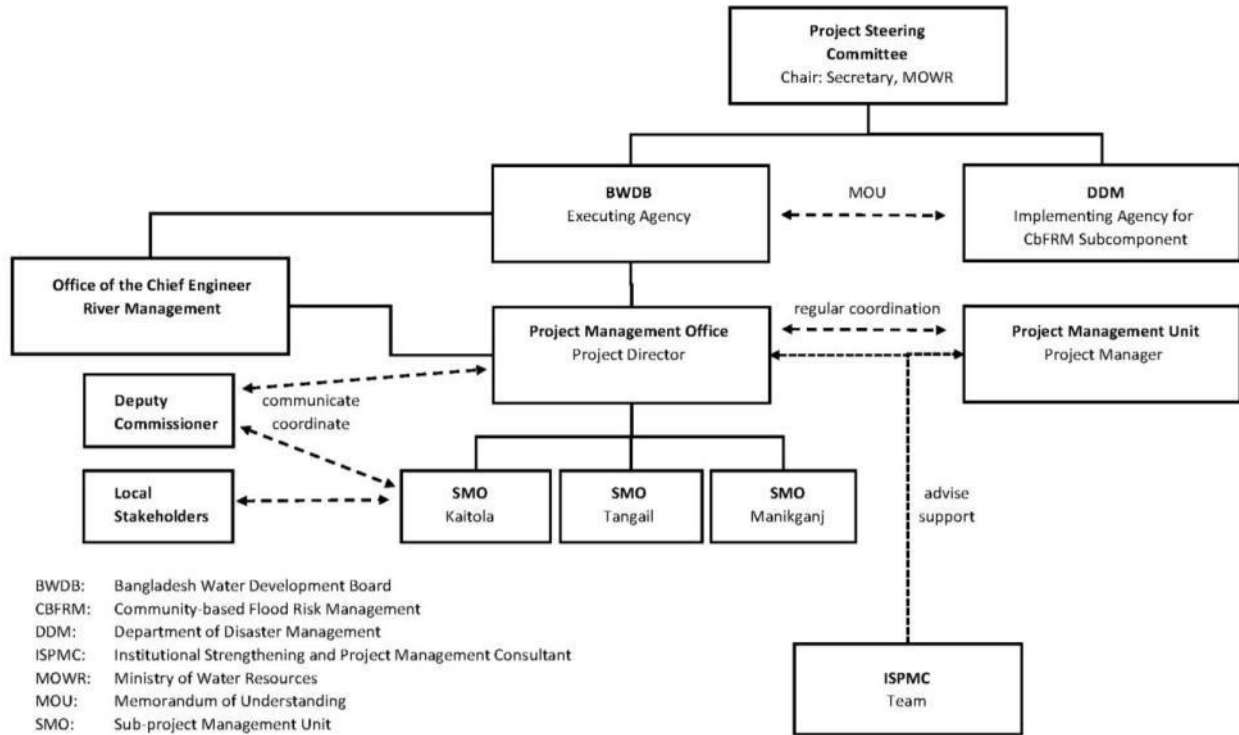 Project Steering
Committee
Chair: Secretary, MOWR
BWDB
Executing Agency
MOU
DDM
Implementing Agency for
CbFRM Subcomponent
Office of the Chief Engineer
River Management
Project Management Office
Project Director
regular coordination
Project Management Unit
Project Manager
Deputy
Commissioner
communicate
coordinate
Local
Stakeholders
SMO
Kaitola
SMO
Tangail
SMO
Manikganj
advise
support
ISPMC
Team
BWDB: Bangladesh Water Development Board
CBFRM: Community-based Flood Risk Management
DDM: Department of Disaster Management
ISPMC: Institutional Strengthening and Project Management Consultant
MOWR: Ministry of Water Resources
MOU: Memorandum of Understanding
SMO: Sub-project Management Unit